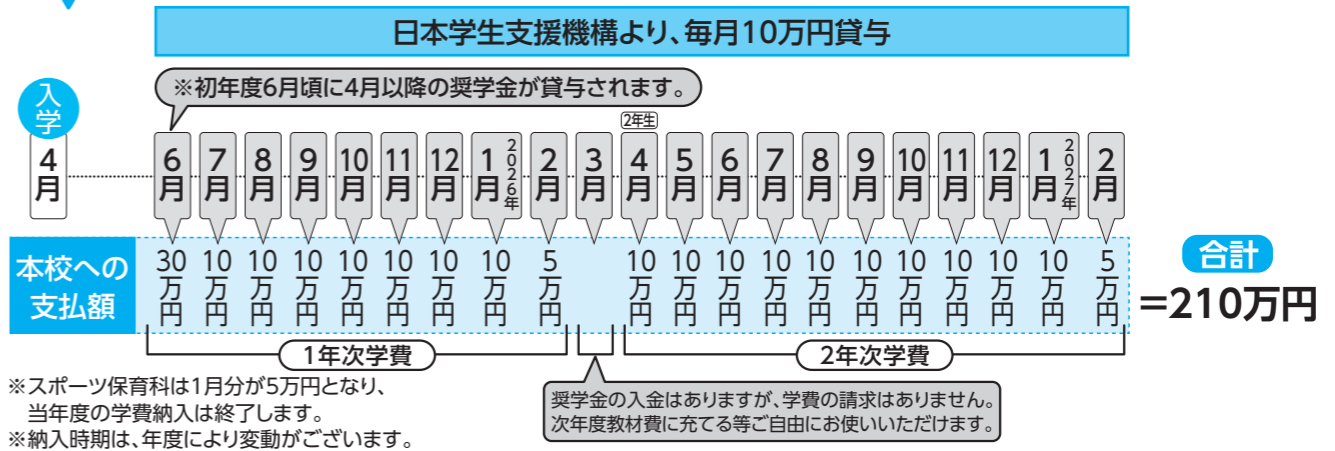 日本学生支援機構より、毎月10万円貸与
※初年度6月頃に4月以降の奨学金が貸与されます。
入学
2年生
4月 6月 7月 8月 9月 10月 11月 12月 1月 2026年 2月 3月 4月 5月 6月 7月 8月 9月 10月 11月 12月 1月 2027年 2月
本校への
支払額
30万円 10万円 10万円 10万円 10万円 10万円 10万円 10万円 5万円 10万円 10万円 10万円 10万円 10万円 10万円 10万円 10万円 10万円 10万円 5万円
合計
=210万円
1年次学費
2年次学費
※スポーツ保育科は1月分が5万円となり、
当年度の学費納入は終了します。
※納入時期は、年度により変動がございます。
奨学金の入金はありますが、学費の請求はありません。
次年度教材費に充てる等ご自由にお使いいただけます。